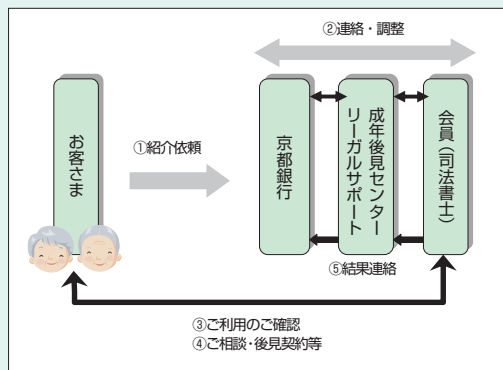 ②連絡・調整
お客さま
①紹介依頼
京都銀行
成年後見センター
リーガルサポート
会員(司法書士)
⑤結果連絡
③ご利用のご確認
④ご相談・後見契約等